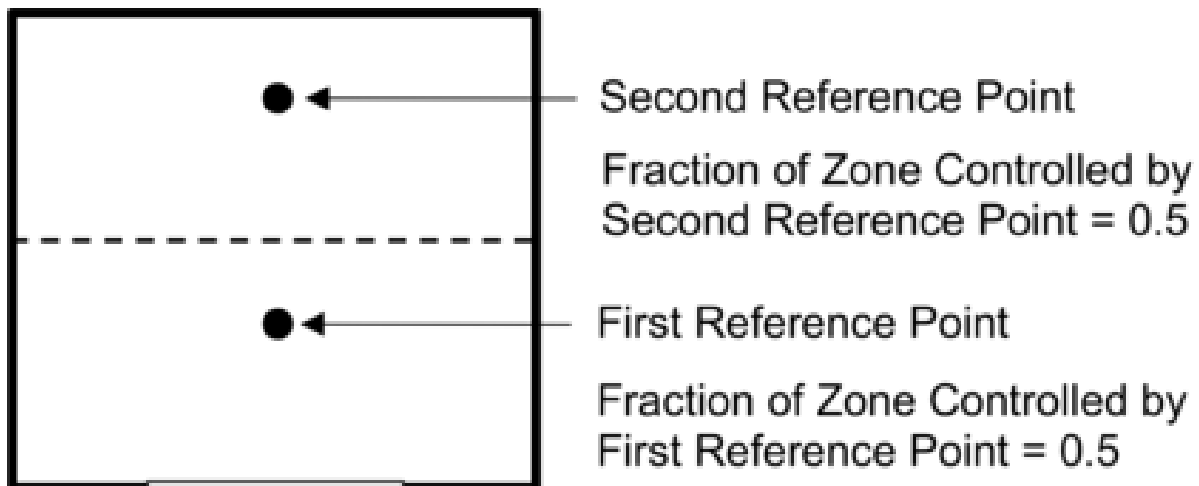 Second Reference Point
Fraction of Zone Controlled by
Second Reference Point = 0.5
First Reference Point
Fraction of Zone Controlled by
First Reference Point = 0.5